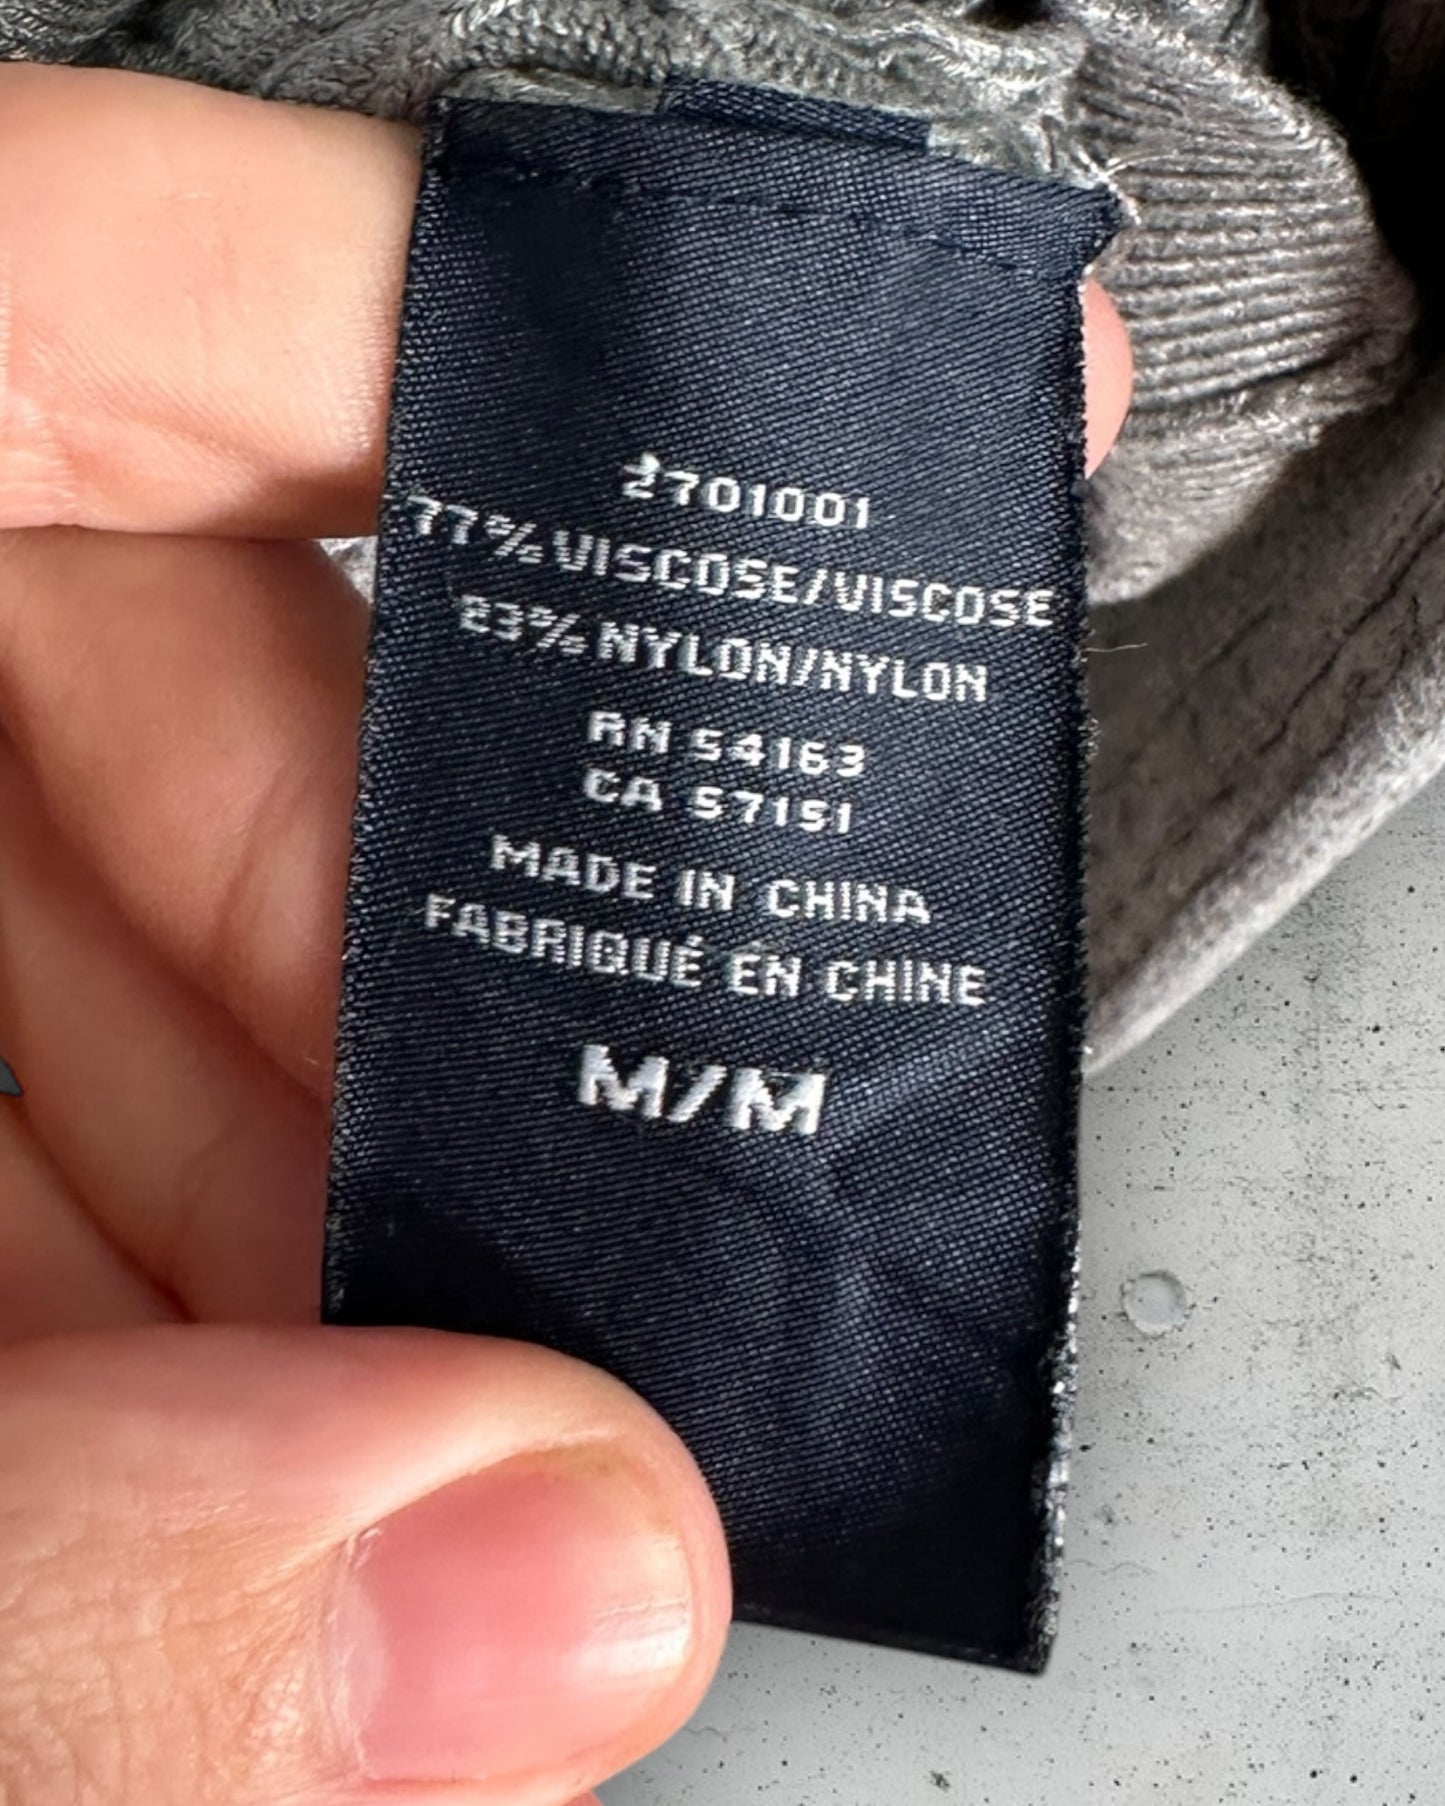 2701001
77% VISCOSE/VISCOSE
23% NYLON/NYLON
RN 54163
CA 57151
MADE IN CHINA
FABRIQUÉ EN CHINE
M/M